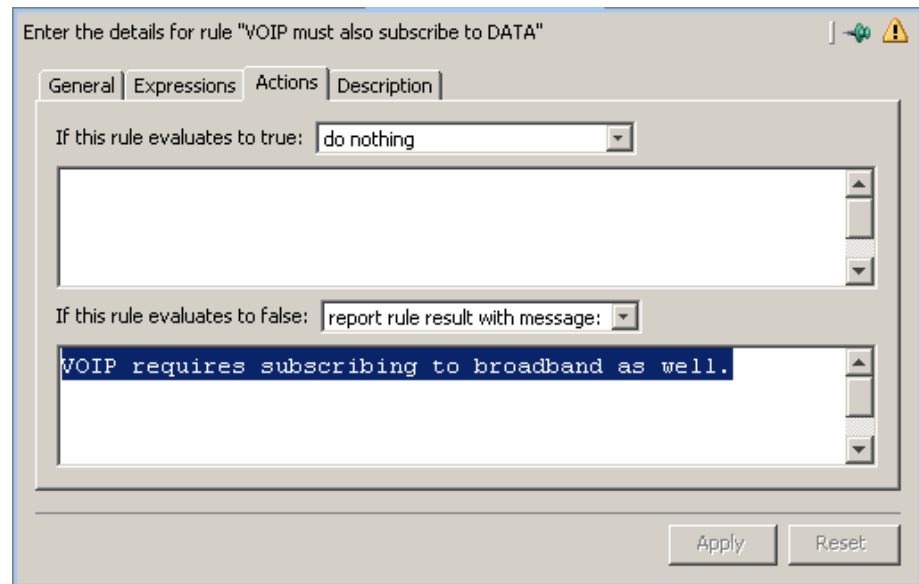 Enter the details for rule "VOIP must also subscribe to DATA"
General Expressions Actions Description
If this rule evaluates to true: do nothing
If this rule evaluates to false: report rule result with message:
VOIP requires subscribing to broadband as well.
Apply Reset